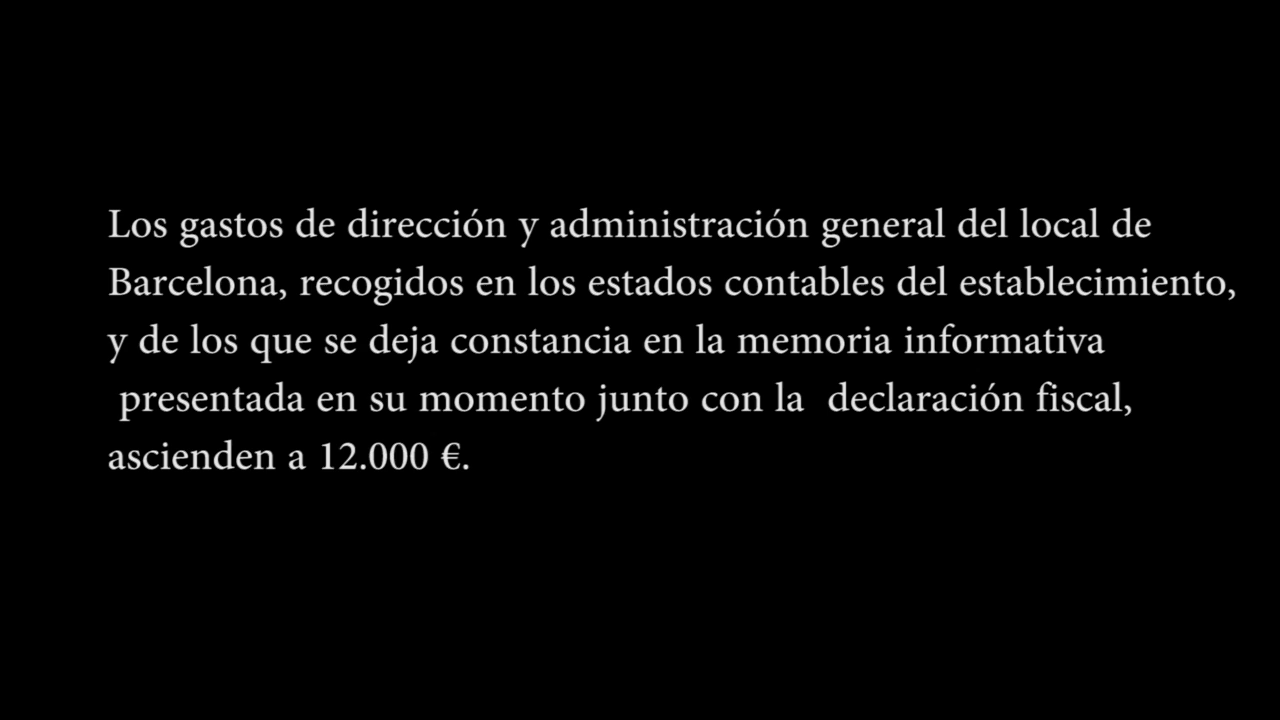 Los gastos de dirección y administración general del local de
Barcelona, recogidos en los estados contables del establecimiento,
y de los que se deja constancia en la memoria informativa
presentada en su momento junto con la declaración fiscal,
ascienden a 12.000 €.